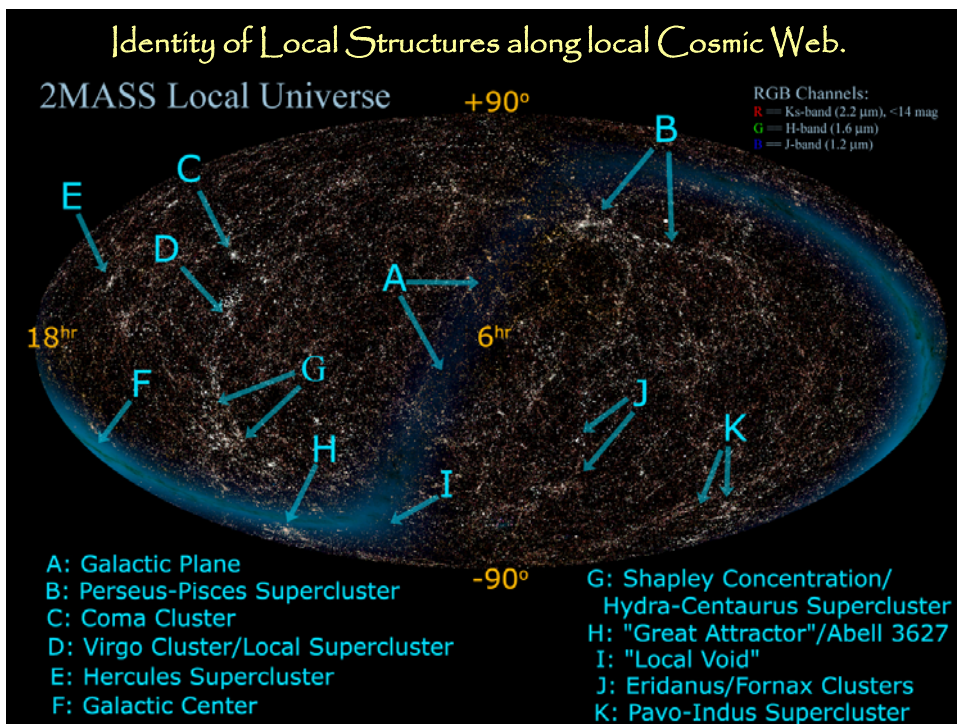 Identity of Local Structures along local Cosmic Web.
2MASS Local Universe
+90°
RGB Channels:
R == Ks-band (2.2 μm), <14 mag
G == H-band (1.6 μm)
B == J-band (1.2 μm)
B
C
E
D
A
18hr
6hr
G
F
J
K
H
I
-90°
A: Galactic Plane
B: Perseus-Pisces Supercluster
C: Coma Cluster
D: Virgo Cluster/Local Supercluster
E: Hercules Supercluster
F: Galactic Center
G: Shapley Concentration/
Hydra-Centaurus Supercluster
H: "Great Attractor"/Abell 3627
I: "Local Void"
J: Eridanus/Fornax Clusters
K: Pavo-Indus Supercluster